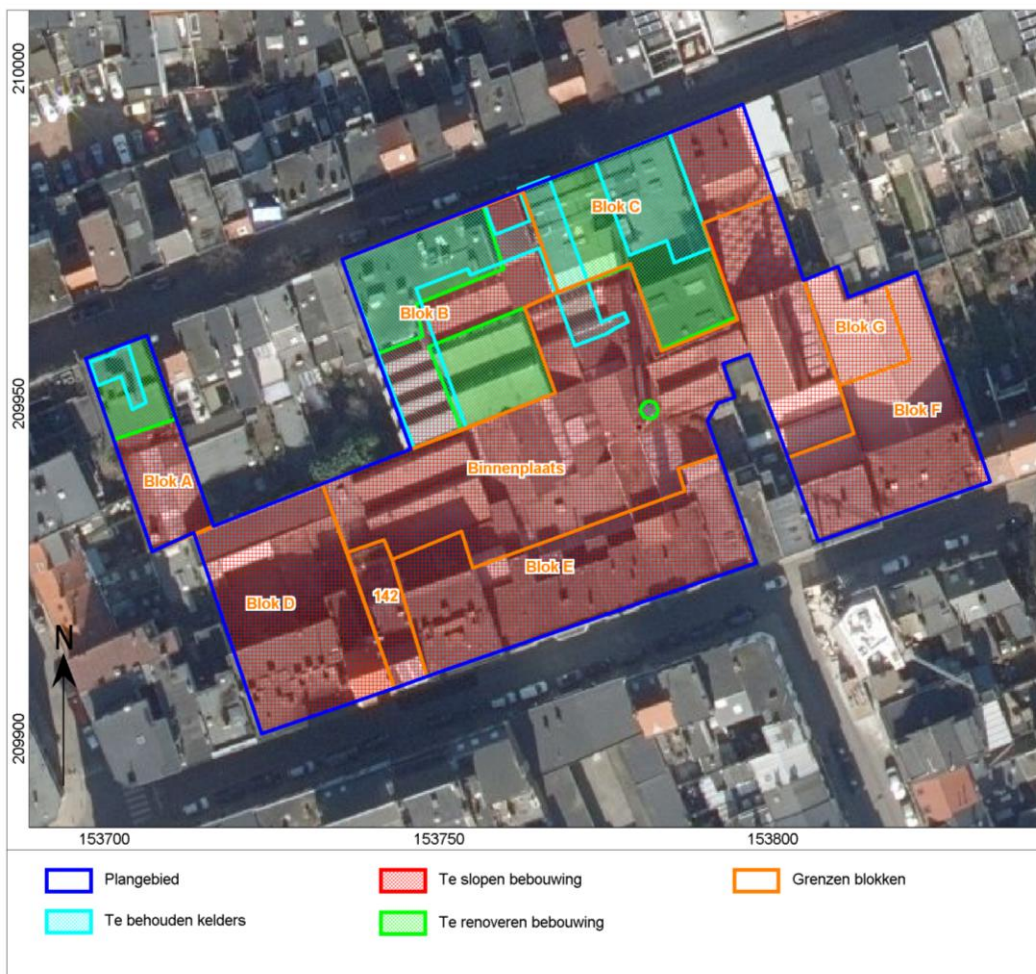 210000
Blok C
Blok B
Blok G
209950
Blok F
Binnenplaats
Blok A
Blok E
142
Blok D
N
209900
153700 153750 153800
Plangebied Te slopen bebouwing Grenzen blokken
Te behouden kelders Te renoveren bebouwing